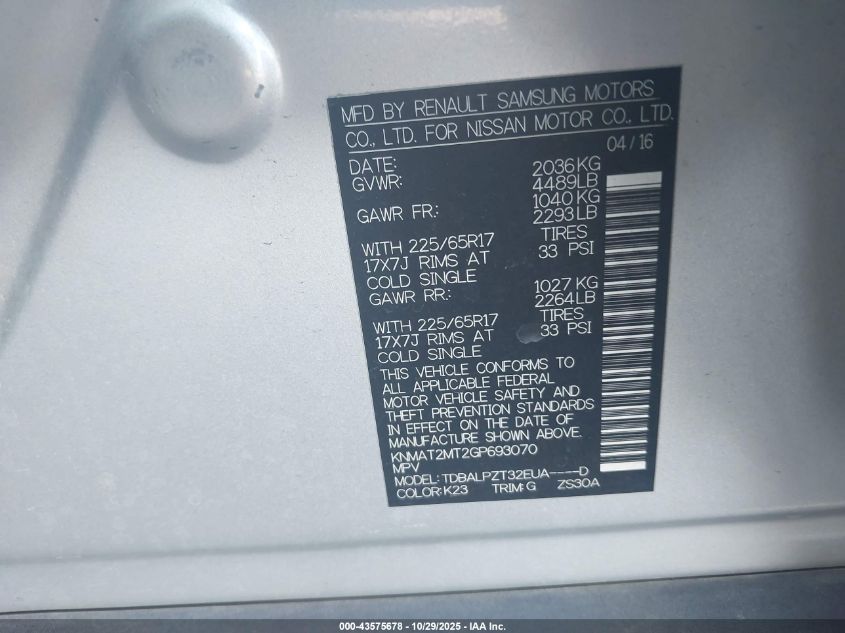 MFD BY RENAULT SAMSUNG MOTORS
CO., LTD. FOR NISSAN MOTOR CO., LTD.
DATE: 04/16
GVWR: 2036KG
4489LB
GAWR FR.: 1040KG
2293LB
WITH 225/65R17 TIRES
17X7J RIMS AT 33 PSI
COLD SINGLE
GAWR RR.: 1027KG
2264LB
WITH 225/65R17 TIRES
17X7J RIMS AT 33 PSI
COLD SINGLE
THIS VEHICLE CONFORMS TO
ALL APPLICABLE FEDERAL
MOTOR VEHICLE SAFETY AND
THEFT PREVENTION STANDARDS
IN EFFECT ON THE DATE OF
MANUFACTURE SHOWN ABOVE.
KNMAT2MT2GP693070
MPV
MODEL: TDBALPZT32EUA----D
COLOR:K23 TRIM:G ZS30A
000-43575678 - 10/29/2025 - IAA Inc.